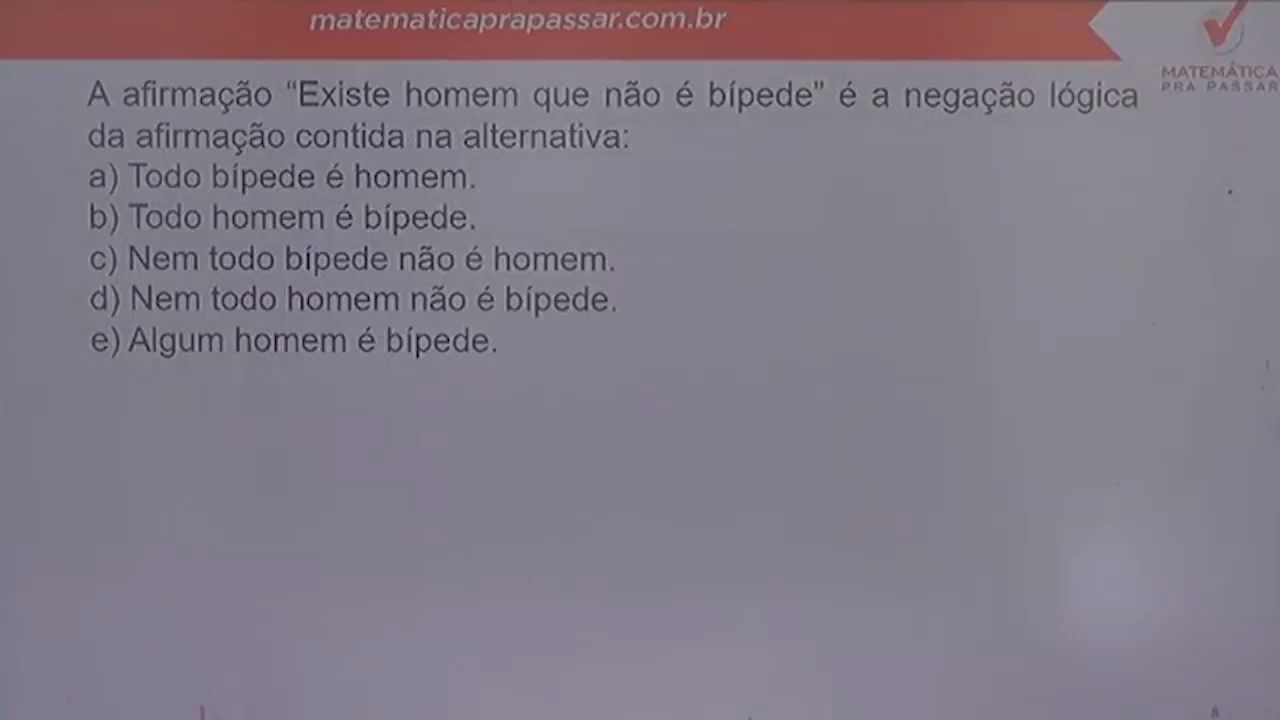 matematicaprapassar.com.br
MATEMÁTICA
PRA PASSAR
A afirmação “Existe homem que não é bípede” é a negação lógica
da afirmação contida na alternativa:
a) Todo bípede é homem.
b) Todo homem é bípede.
c) Nem todo bípede não é homem.
d) Nem todo homem não é bípede.
e) Algum homem é bípede.
8